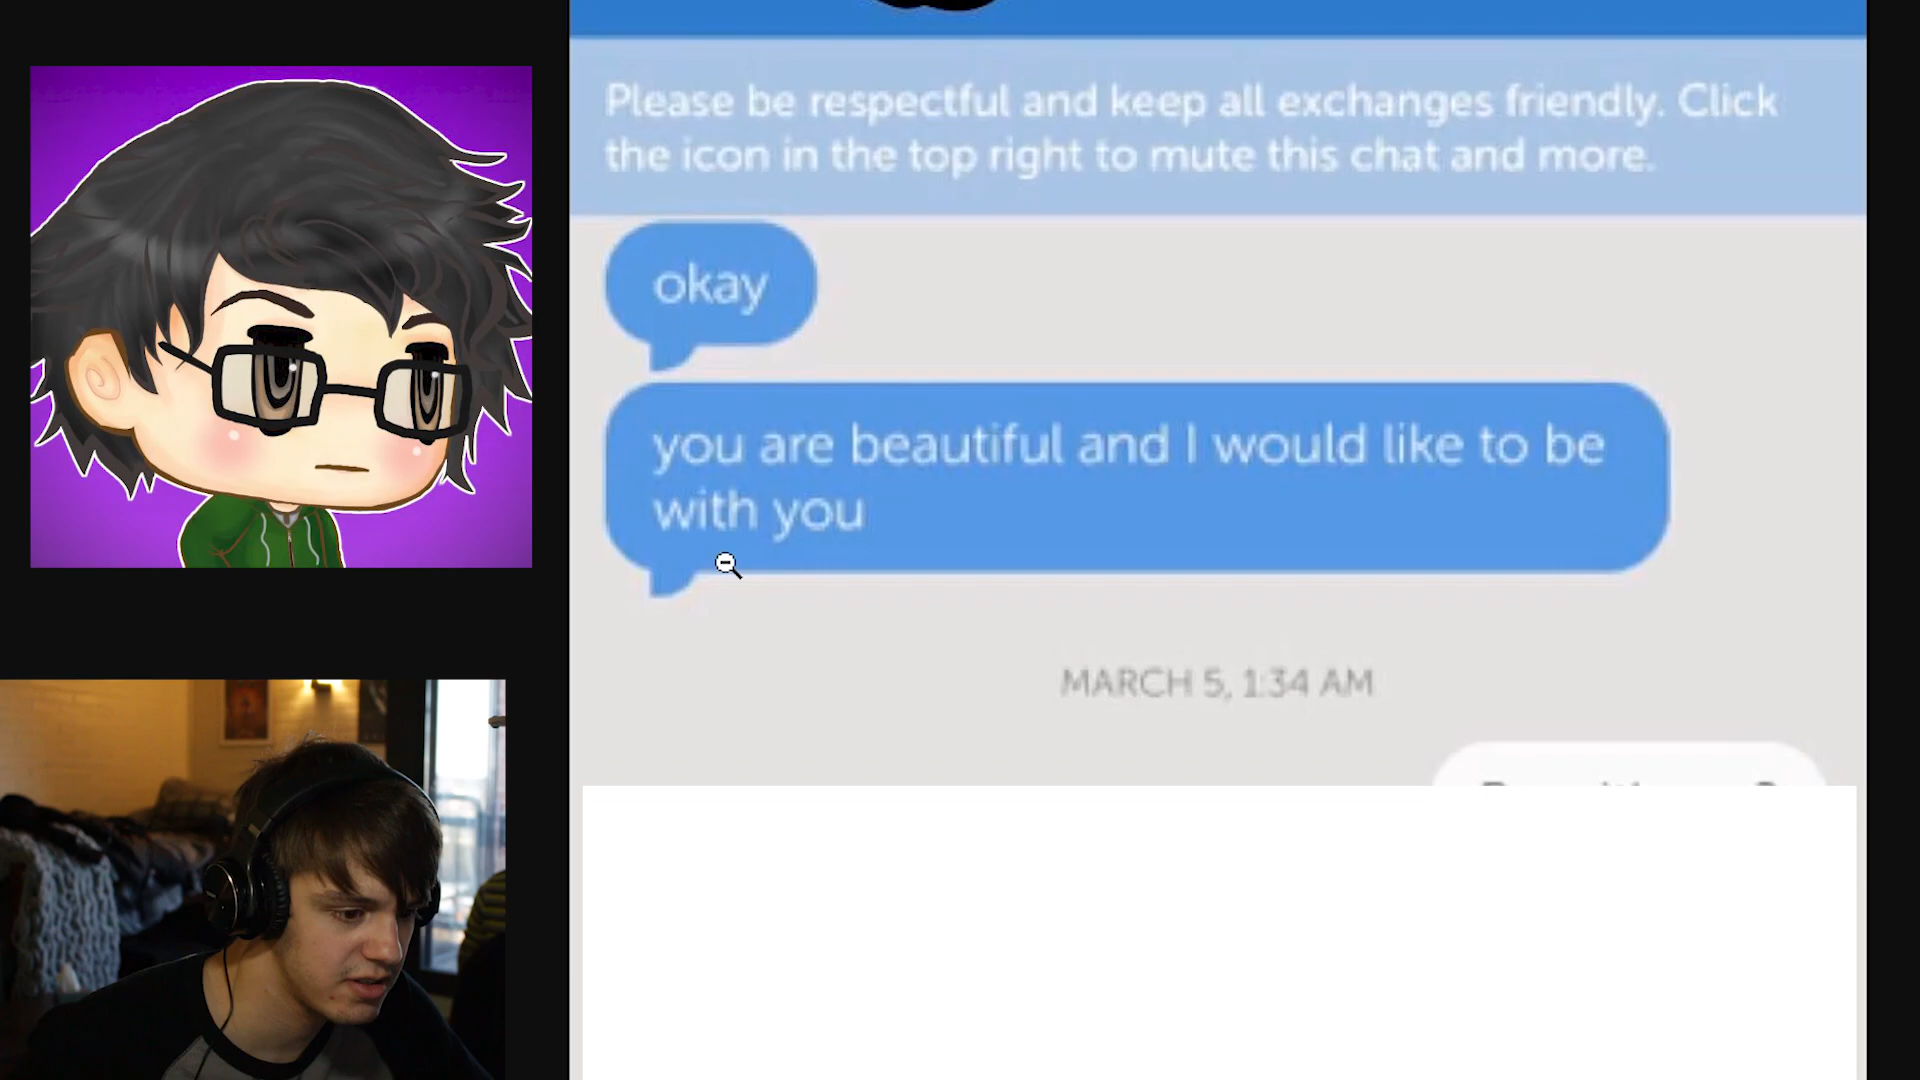 Please be respectful and keep all exchanges friendly. Click
the icon in the top right to mute this chat and more.
okay
you are beautiful and I would like to be
with you
MARCH 5, 1:34 AM